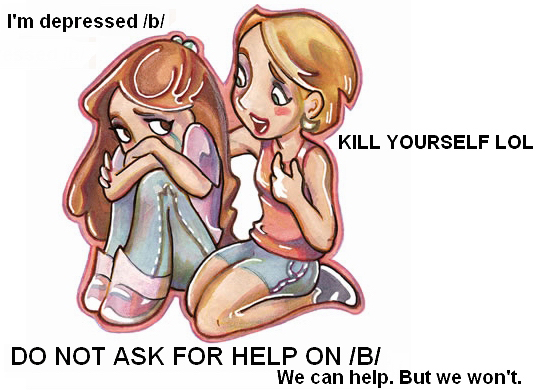 I'm depressed /b/
KILL YOURSELF LOL
DO NOT ASK FOR HELP ON /B/
We can help. But we won't.